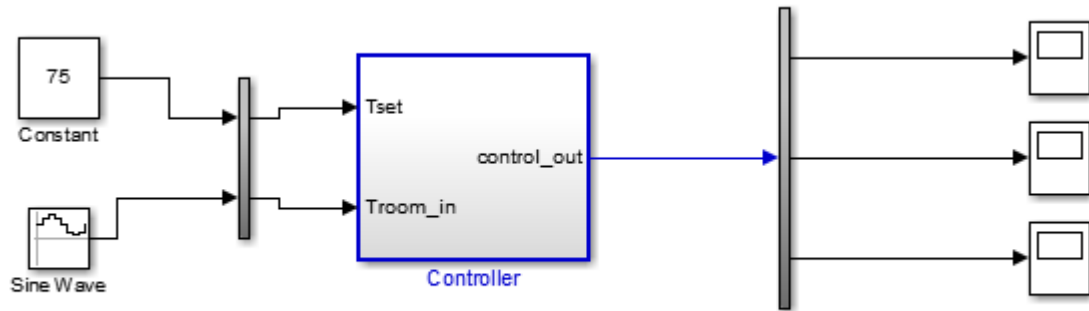 75
Constant
Sine Wave
Tset
Troom_in
control_out
Controller